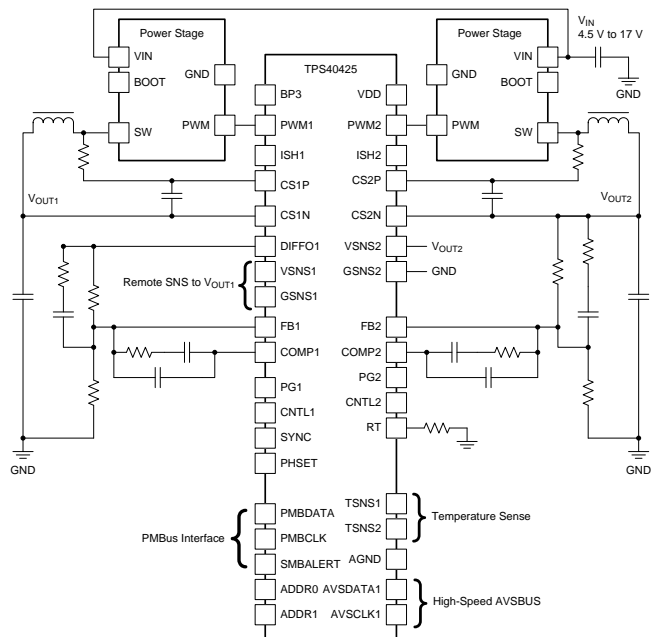 Power Stage
VIN
BOOT
GND
SW
PWM
TPS40425
Power Stage
VIN
GND
BOOT
PWM
SW
VIN
4.5 V to 17 V
GND
BP3
VDD
PWM1
PWM2
ISH1
ISH2
CS1P
CS2P
VOUT1
VOUT2
CS1N
CS2N
DIFFO1
VSNS2
VOUT2
Remote SNS to VOUT1
VSNS1
GSNS2
GND
GSNS1
FB1
FB2
COMP1
COMP2
PG1
PG2
CNTL1
CNTL2
SYNC
RT
PHSET
GND
GND
PMBus Interface
PMBDATA
PMBCLK
SMBALERT
TSNS1
TSNS2
Temperature Sense
AGND
ADDR0
AVSDATA1
ADDR1
AVSCLK1
High-Speed AVSBUS